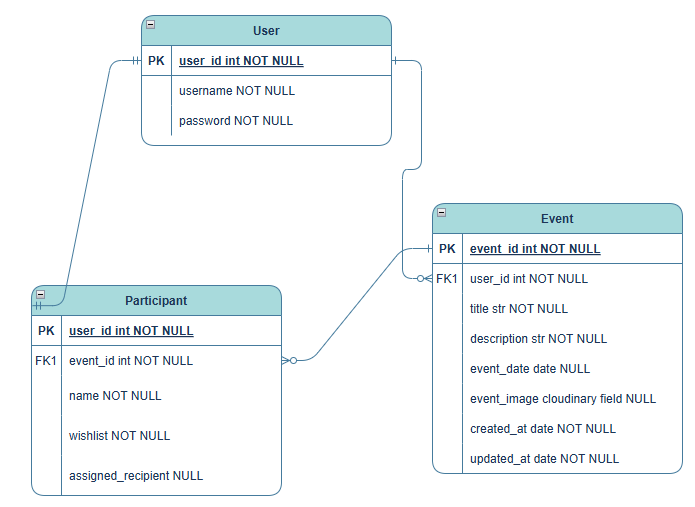 User
PK user_id int NOT NULL
username NOT NULL
password NOT NULL
Event
PK event_id int NOT NULL
FK1 user_id int NOT NULL
title str NOT NULL
description str NOT NULL
event_date date NULL
event_image cloudinary field NULL
created_at date NOT NULL
updated_at date NOT NULL
Participant
PK user_id int NOT NULL
FK1 event_id int NOT NULL
name NOT NULL
wishlist NOT NULL
assigned_recipient NULL